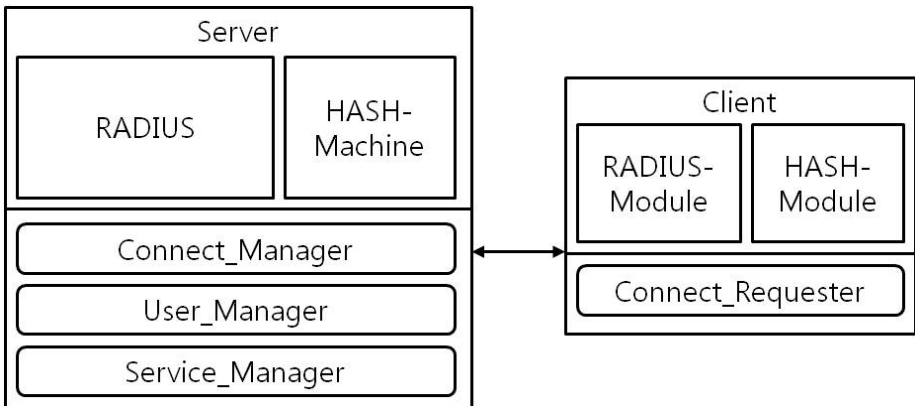 Server
RADIUS
HASH-
Machine
Connect_Manager
User_Manager
Service_Manager
Client
RADIUS-
Module
HASH-
Module
Connect_Requester